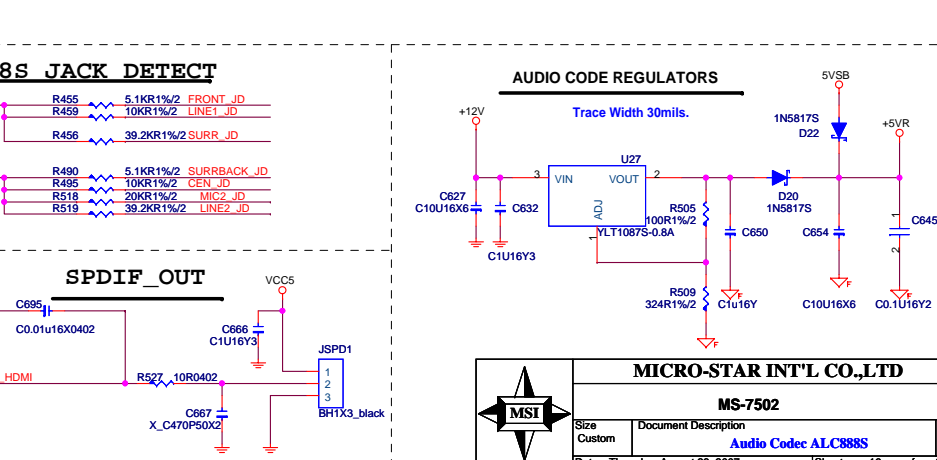 8S JACK DETECT
R455 5.1KR1%/2 FRONT_JD
R459 10KR1%/2 LINE1_JD
R456 39.2KR1%/2 SURR_JD
R490 5.1KR1%/2 SURRBACK_JD
R495 10KR1%/2 CEN_JD
R518 20KR1%/2 MIC2_JD
R519 39.2KR1%/2 LINE2_JD
AUDIO CODE REGULATORS
Trace Width 30mils.
+12V
5VSB
1N5817S
D22
+5VR
U27
3 VIN VOUT 2
ADJ
1
YLT1087S-0.8A
C627
C10U16X6
C632
C1U16Y3
R505
100R1%/2
D20
1N5817S
C650
C1u16Y
C654
C10U16X6
1
C645
2
C0.1U16Y2
R509
324R1%/2
F
F
F
F
SPDIF_OUT
VCC5
C695
C0.01u16X0402
C666
C1U16Y3
JSPD1
_HDMI
R527 10R0402
1
2
3
BH1X3_black
C667
X_C470P50X2
MSI
MICRO-STAR INT'L CO.,LTD
MS-7502
Size
Custom
Document Description
Audio Codec ALC888S